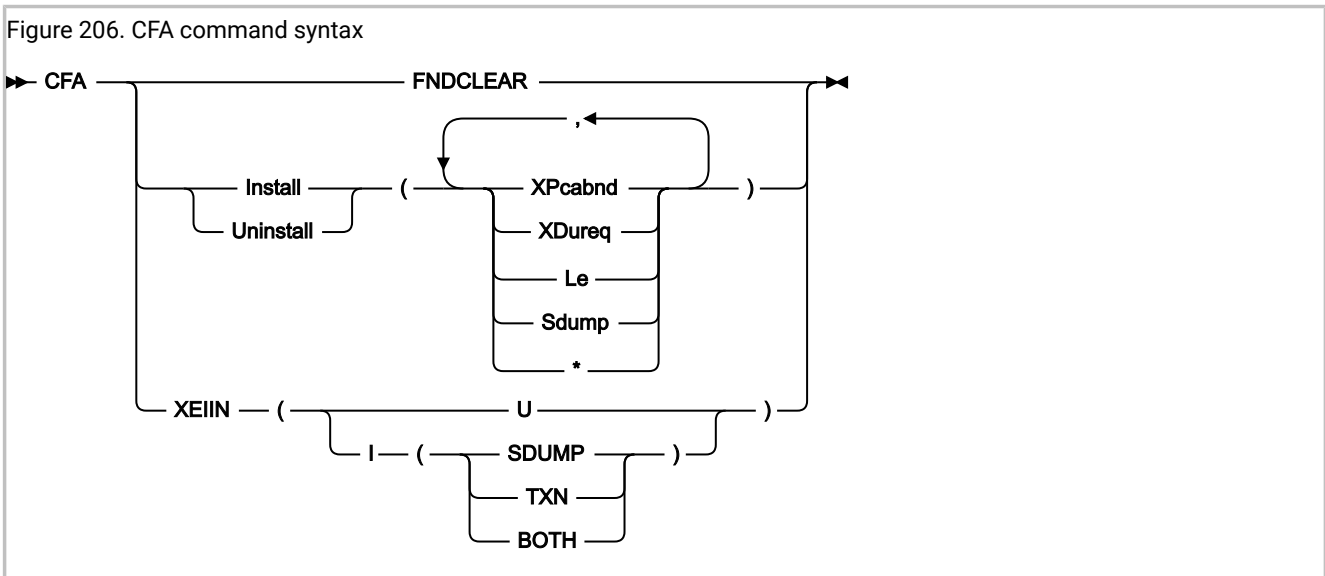 Figure 206. CFA command syntax
CFA FNDCLEAR
,
Install ( XPcabnd )
Uninstall XDureq
Le
Sdump
*
XEIIN ( U )
I ( SDUMP )
TXN
BOTH